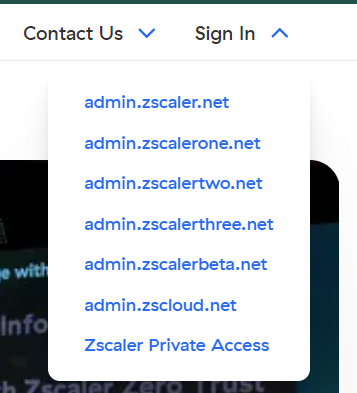 Contact Us
Sign In
admin.zscaler.net
admin.zscalerone.net
admin.zscalertwo.net
admin.zscalerthree.net
admin.zscalerbeta.net
admin.zscloud.net
Zscaler Private Access
with
Info
Zscaler Zero Trust